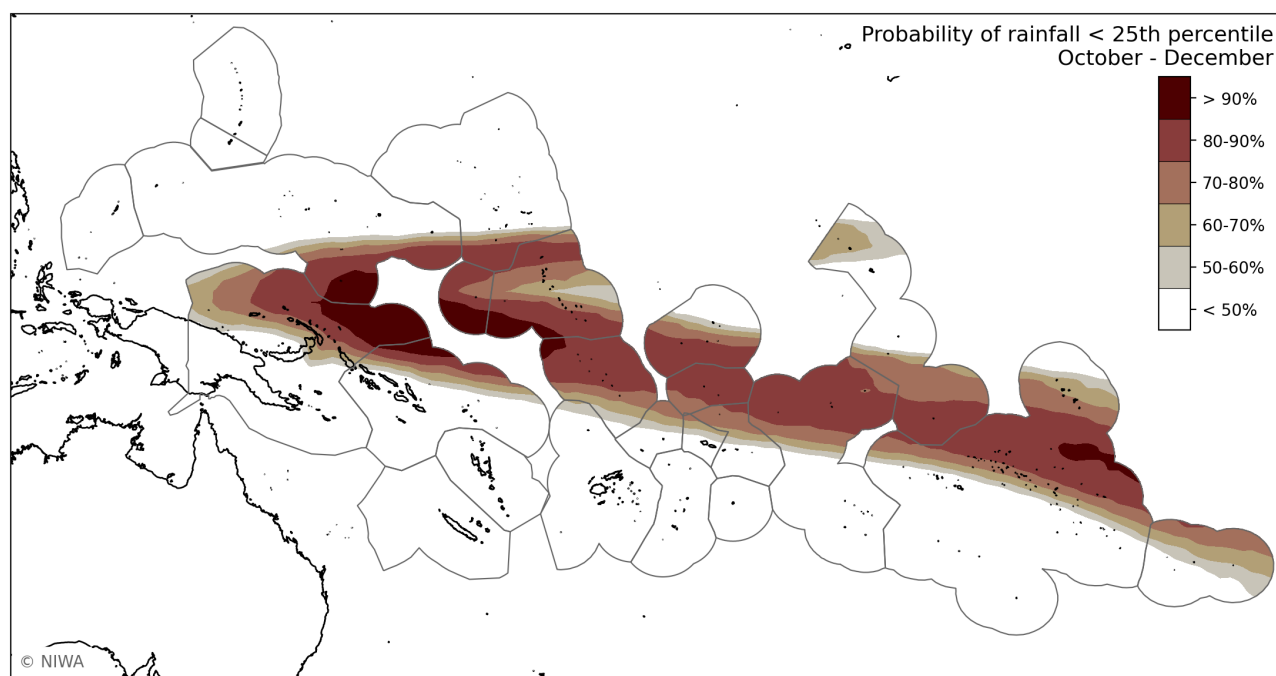 Probability of rainfall < 25th percentile
October - December
> 90%
80-90%
70-80%
60-70%
50-60%
< 50%
© NIWA